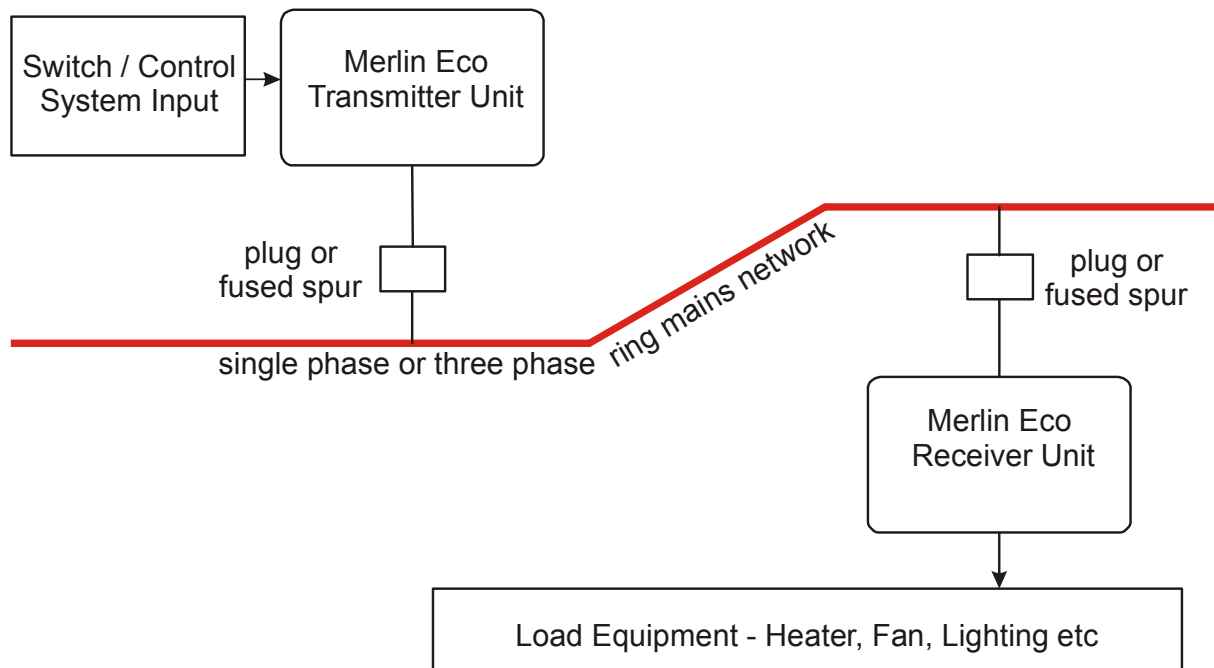 Switch / Control
System Input
Merlin Eco
Transmitter Unit
plug or
fused spur
single phase or three phase
ring mains network
plug or
fused spur
Merlin Eco
Receiver Unit
Load Equipment - Heater, Fan, Lighting etc